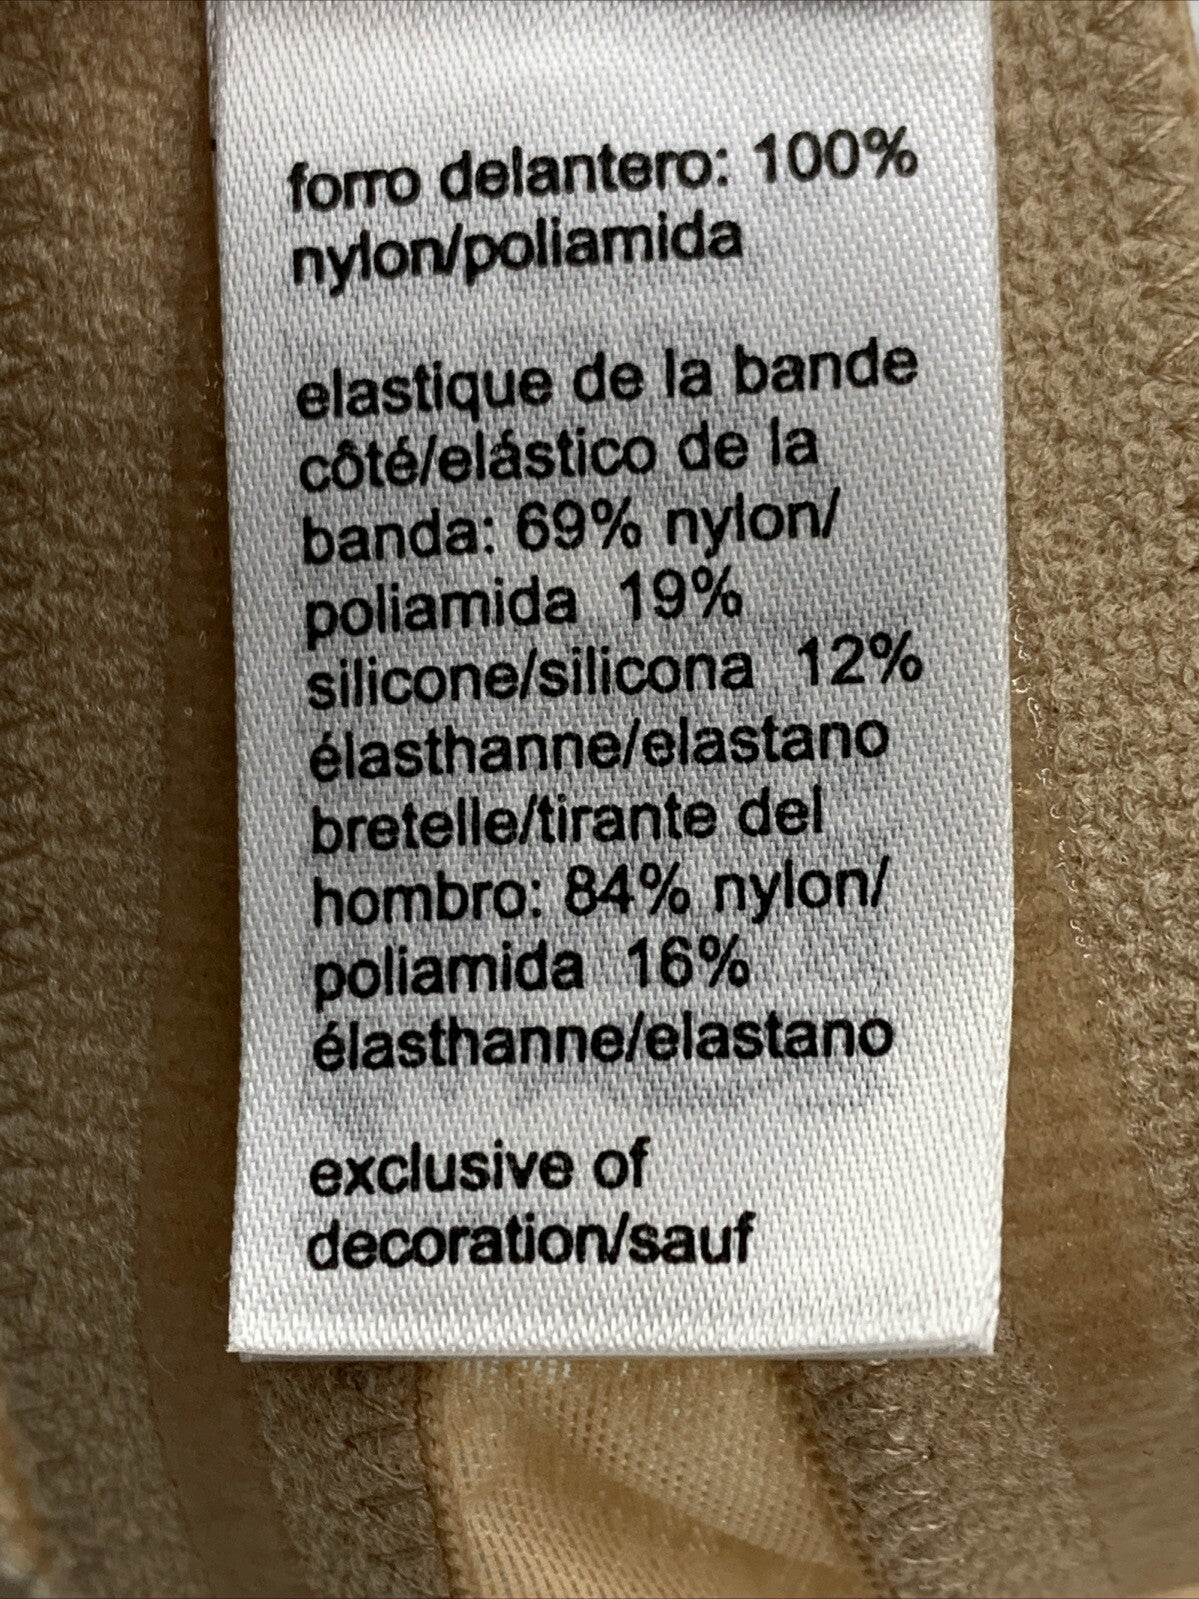 forro delantero: 100%
nylon/poliamida
elastique de la bande
côté/elástico de la
banda: 69% nylon/
poliamida 19%
silicone/silicona 12%
élasthanne/elastano
bretelle/tirante del
hombro: 84% nylon/
poliamida 16%
élasthanne/elastano
exclusive of
decoration/sauf